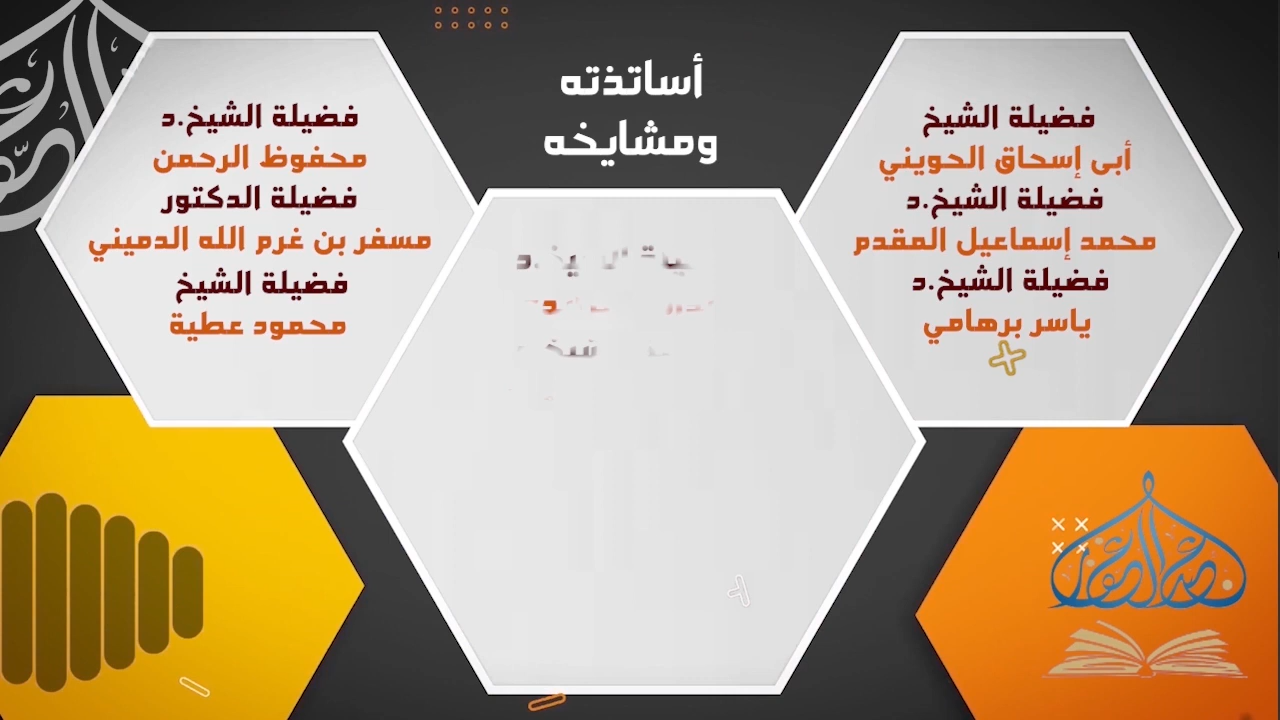 أساتذته
ومشايخه
فضيلة الشيخ
أبى إسحاق الحويني
فضيلة الشيخ.د
محمد إسماعيل المقدم
فضيلة الشيخ.د
ياسر برهامي
فضيلة الشيخ.د
محفوظ الرحمن
فضيلة الدكتور
مسفر بن غرم الله الدميني
فضيلة الشيخ
محمود عطية